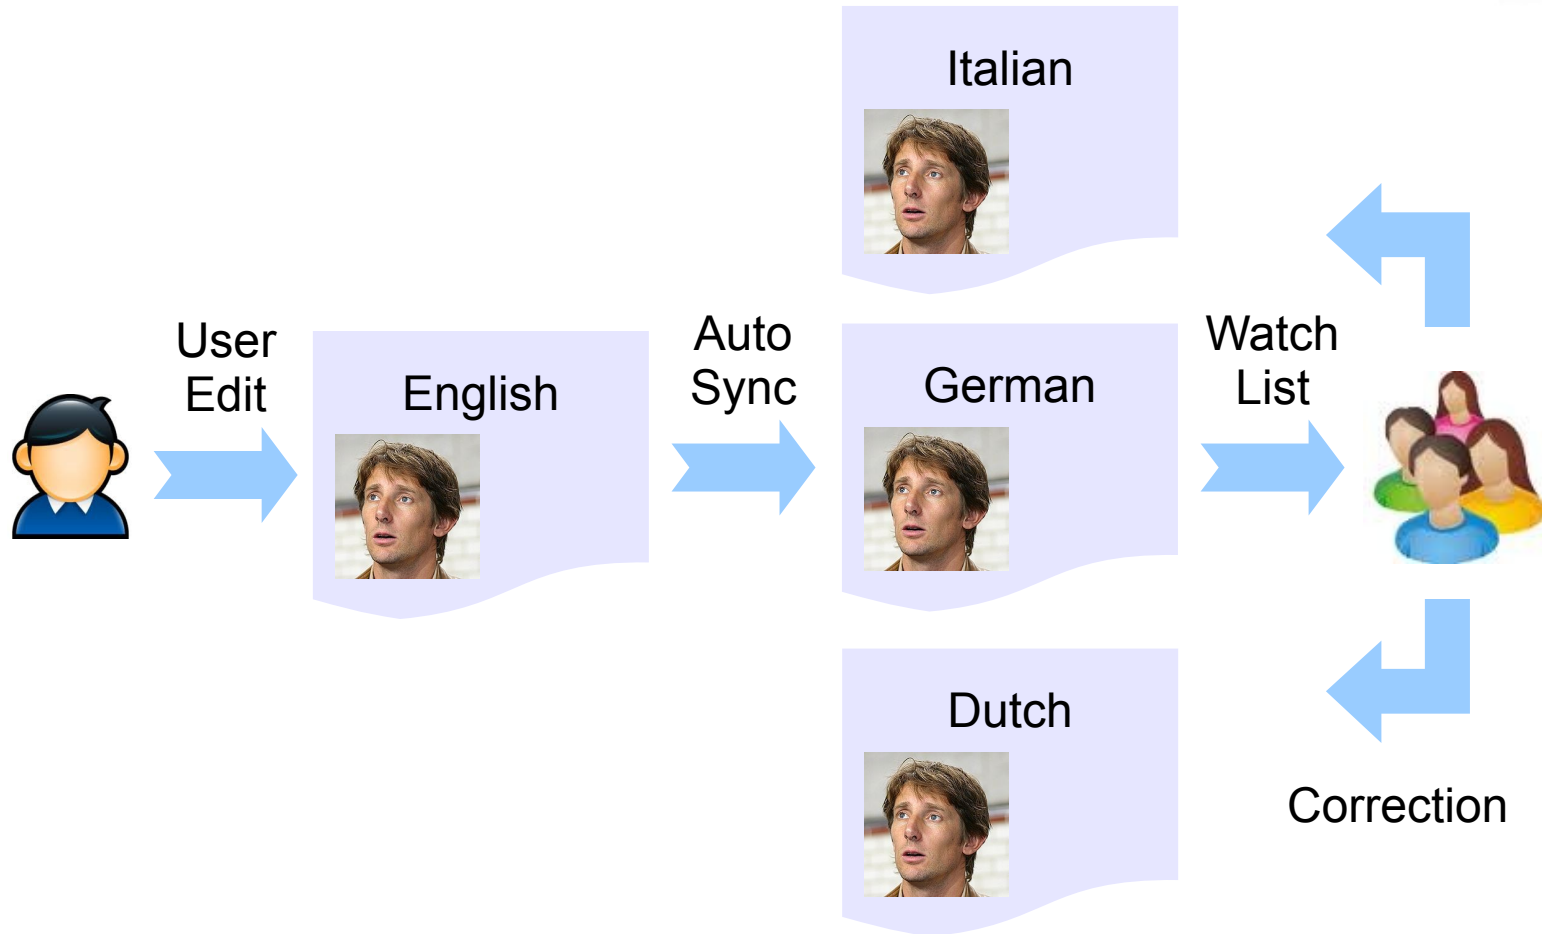 User
Edit
English
Auto
Sync
Italian
German
Dutch
Watch
List
Correction